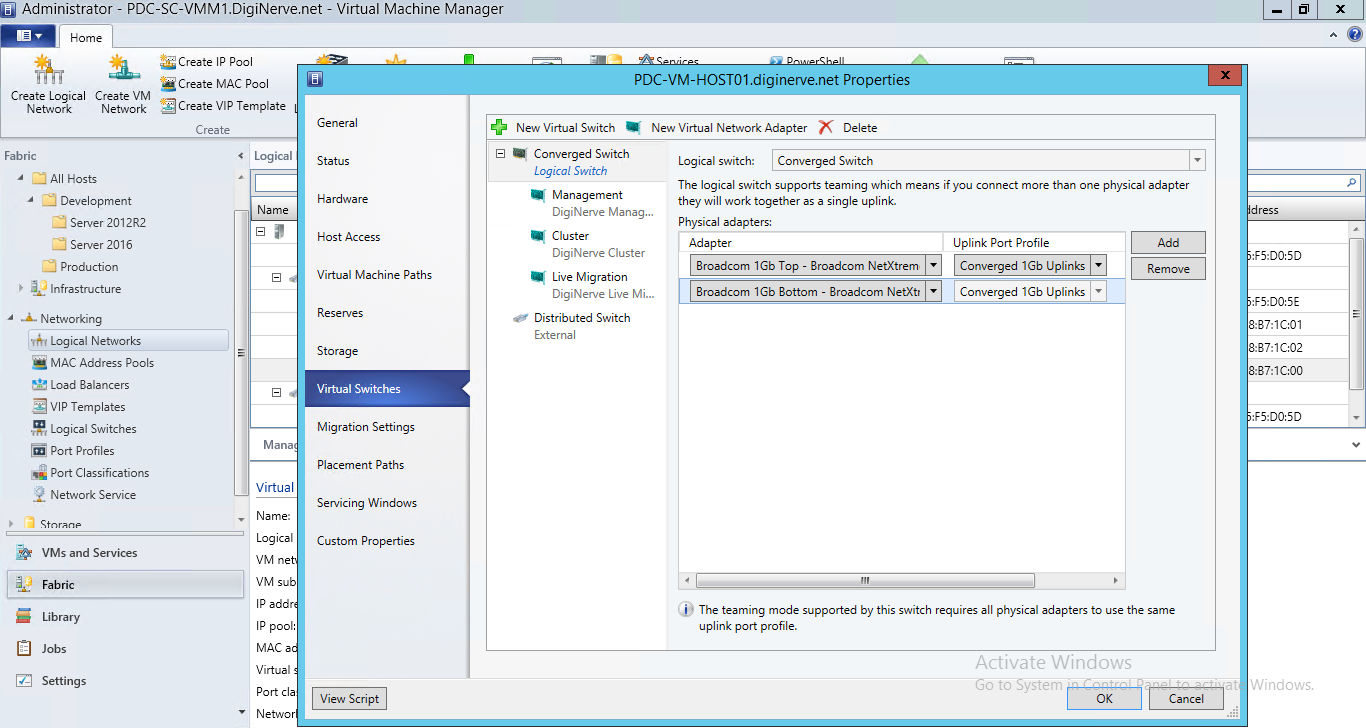 Administrator - PDC-SC-VMM1.DigiNerve.net - Virtual Machine Manager
Home
Create Logical Network
Create VM Network
Create IP Pool
Create MAC Pool
Create VIP Template
Create
Services
PowerShell
Fabric
All Hosts
Development
Server 2012R2
Server 2016
Production
Infrastructure
Networking
Logical Networks
MAC Address Pools
Load Balancers
VIP Templates
Logical Switches
Port Profiles
Port Classifications
Network Service
Storage
VMs and Services
Fabric
Library
Jobs
Settings
Logical
Name
Manag
Virtual
Name:
Logical
VM net
VM sub
IP addre
IP pool:
MAC ad
Virtual s
Port clas
Networ
PDC-VM-HOST01.diginerve.net Properties
General
Status
Hardware
Host Access
Virtual Machine Paths
Reserves
Storage
Virtual Switches
Migration Settings
Placement Paths
Servicing Windows
Custom Properties
New Virtual Switch
New Virtual Network Adapter
Delete
Converged Switch
Logical Switch
Management
DigiNerve Manag...
Cluster
DigiNerve Cluster
Live Migration
DigiNerve Live Mi...
Distributed Switch
External
Logical switch:
Converged Switch
The logical switch supports teaming which means if you connect more than one physical adapter
they will work together as a single uplink.
Physical adapters:
Adapter
Uplink Port Profile
Broadcom 1Gb Top - Broadcom NetXtrem
Converged 1Gb Uplinks
Broadcom 1Gb Bottom - Broadcom NetXtr
Converged 1Gb Uplinks
Add
Remove
The teaming mode supported by this switch requires all physical adapters to use the same
uplink port profile.
View Script
OK
Cancel
ddress
5:F5:D0:5D
5:F5:D0:5E
8:B7:1C:01
8:B7:1C:02
8:B7:1C:00
5:F5:D0:5D
Activate Windows
Go to System in Control Panel to activate Windows.